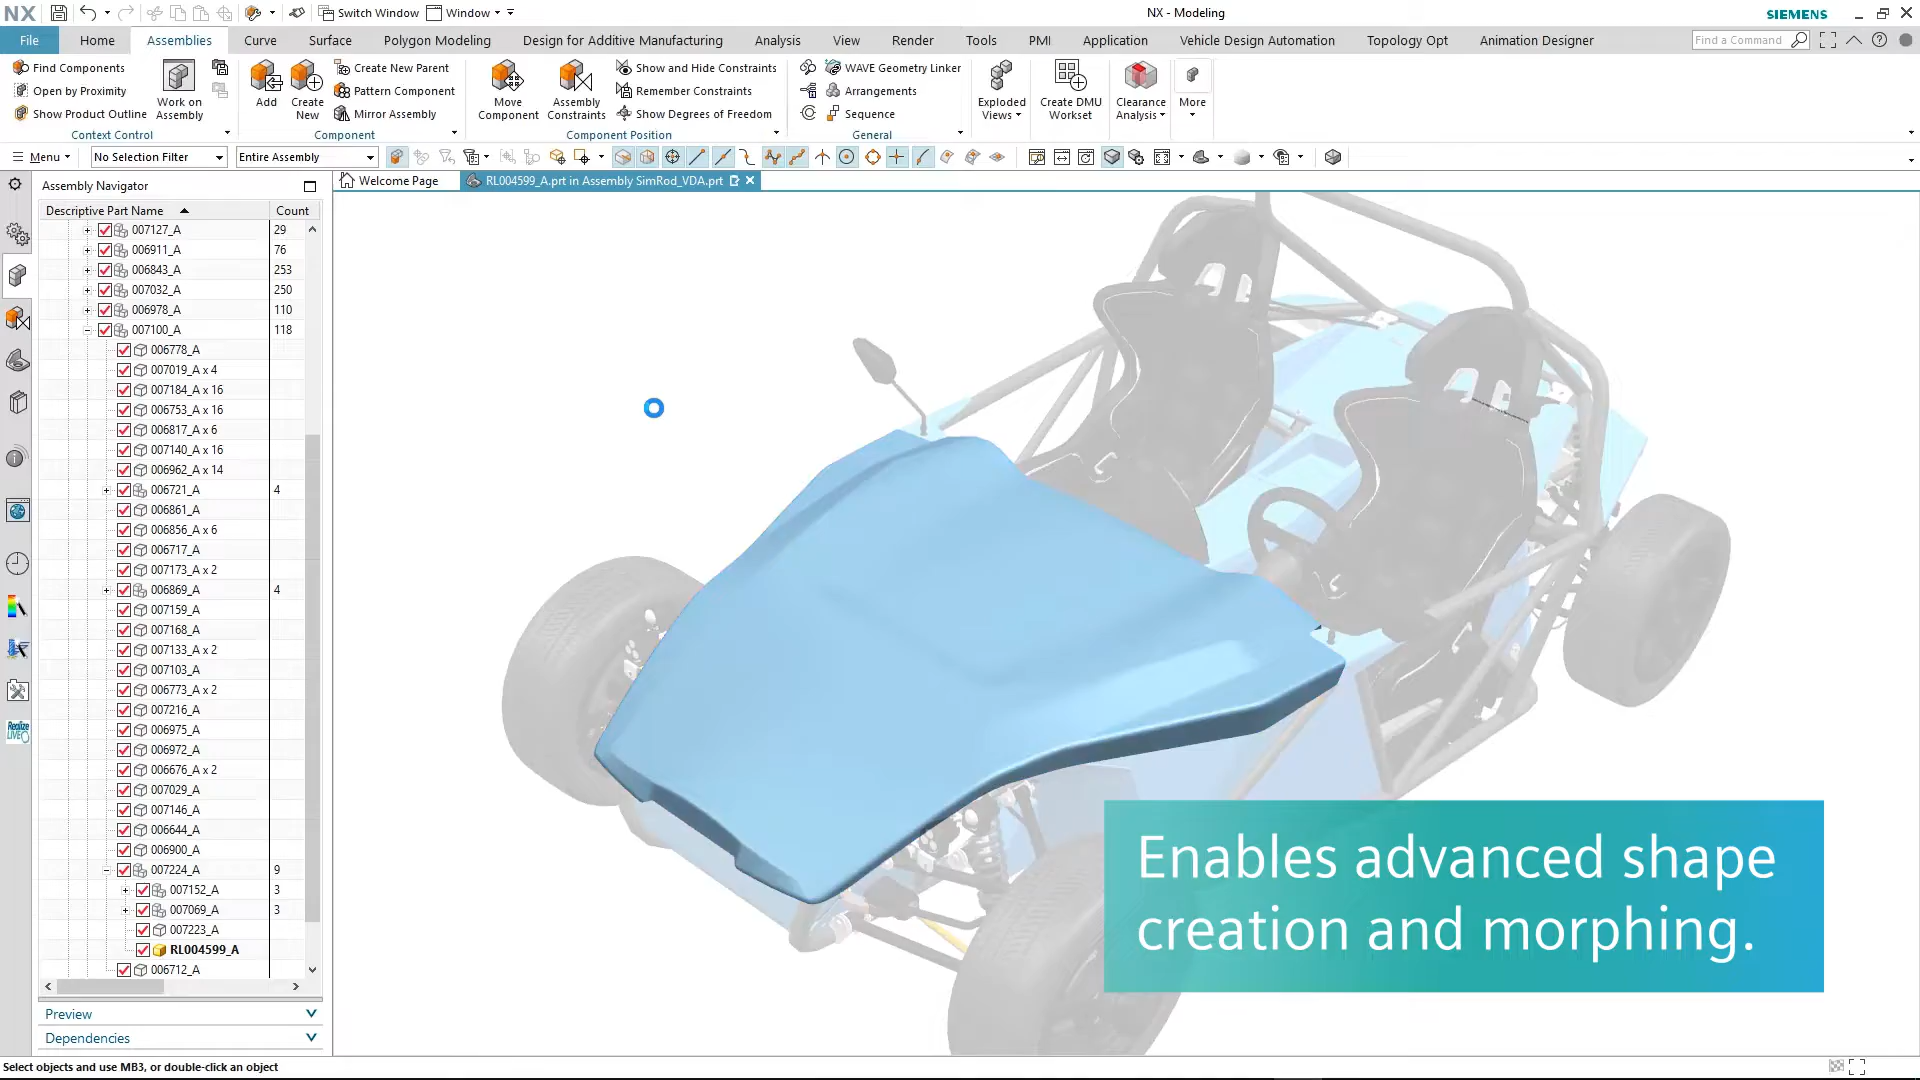 NX
Switch Window
Window
NX - Modeling
SIEMENS
File
Home
Assemblies
Curve
Surface
Polygon Modeling
Design for Additive Manufacturing
Analysis
View
Render
Tools
PMI
Application
Vehicle Design Automation
Topology Opt
Animation Designer
Find a Command
Find Components
Open by Proximity
Show Product Outline
Work on
Assembly
Context Control
Add
Create
New
Create New Parent
Pattern Component
Mirror Assembly
Component
Move
Component
Assembly
Constraints
Show and Hide Constraints
Remember Constraints
Show Degrees of Freedom
Component Position
WAVE Geometry Linker
Arrangements
Sequence
General
Exploded
Views
Create DMU
Workset
Clearance
Analysis
More
Menu
No Selection Filter
Entire Assembly
Assembly Navigator
Welcome Page
RL004599_A.prt in Assembly SimRod_VDA.prt
Descriptive Part Name
Count
007127_A 29
006911_A 76
006843_A 253
007032_A 250
006978_A 110
007100_A 118
006778_A
007019_A x 4
007184_A x 16
006753_A x 16
006817_A x 6
007140_A x 16
006962_A x 14
006721_A 4
006861_A
006856_A x 6
006717_A
007173_A x 2
006869_A 4
007159_A
007168_A
007133_A x 2
007103_A
006773_A x 2
007216_A
006975_A
006972_A
006676_A x 2
007029_A
007146_A
006644_A
006900_A
007224_A 9
007152_A 3
007069_A 3
007223_A
RL004599_A
006712_A
Preview
Dependencies
Realize
LIVE
Enables advanced shape
creation and morphing.
Select objects and use MB3, or double-click an object